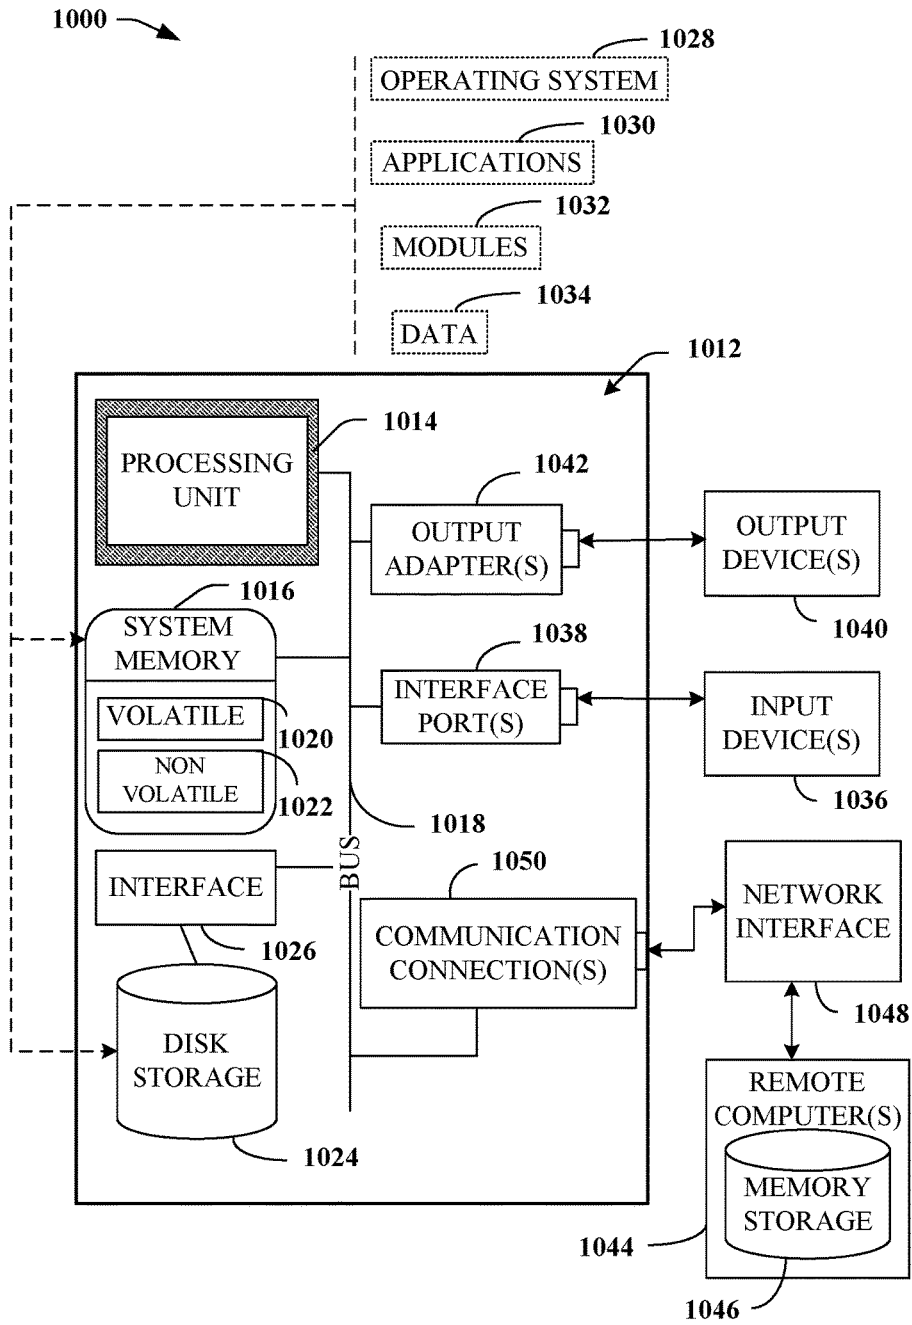 1000
1028
OPERATING SYSTEM
1030
APPLICATIONS
1032
MODULES
1034
DATA
1012
1014
PROCESSING
UNIT
1042
OUTPUT
ADAPTER(S)
OUTPUT
DEVICE(S)
1040
1016
SYSTEM
MEMORY
VOLATILE
1020
NON
VOLATILE
1022
1038
INTERFACE
PORT(S)
INPUT
DEVICE(S)
1036
1018
BUS
INTERFACE
1026
1050
COMMUNICATION
CONNECTION(S)
NETWORK
INTERFACE
1048
DISK
STORAGE
1024
REMOTE
COMPUTER(S)
MEMORY
STORAGE
1044
1046